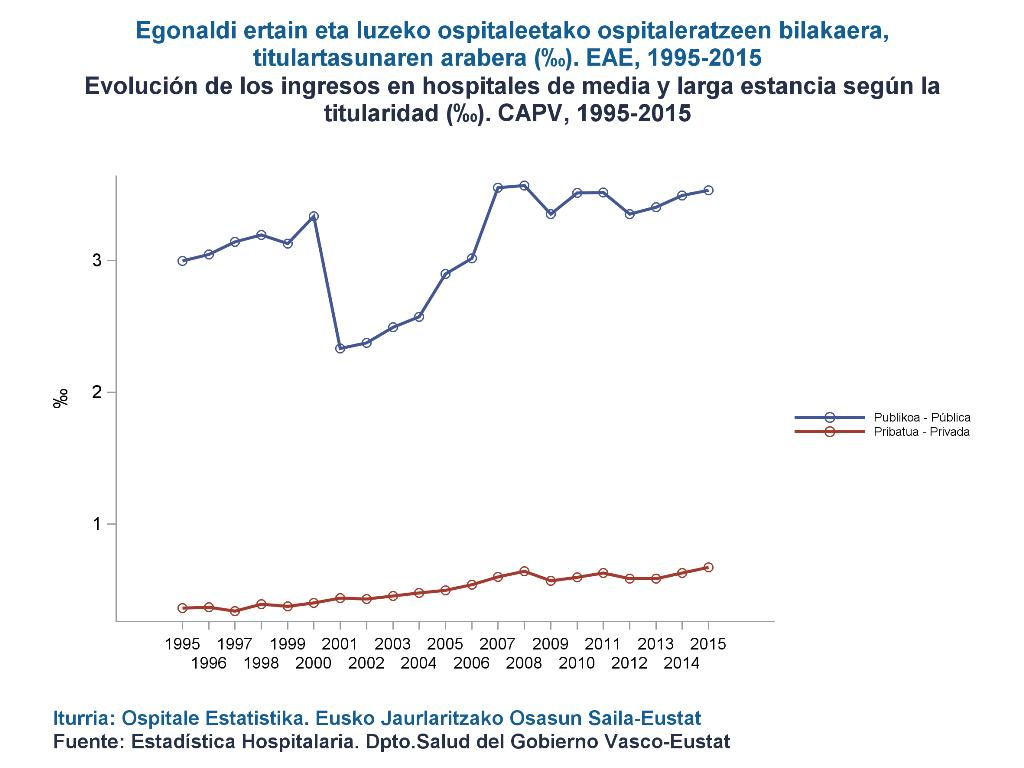 Egonaldi ertain eta luzeko ospitaleetako ospitaleratzeen bilakaera,
titulartasunaren arabera (‰). EAE, 1995-2015
Evolución de los ingresos en hospitales de media y larga estancia según la
titularidad (‰). CAPV, 1995-2015
3
2
‰
1
Publikoa - Pública
Pribatua - Privada
1995 1997 1999 2001 2003 2005 2007 2009 2011 2013 2015
1996 1998 2000 2002 2004 2006 2008 2010 2012 2014
Iturria: Ospitale Estatistika. Eusko Jaurlaritzako Osasun Saila-Eustat
Fuente: Estadística Hospitalaria. Dpto.Salud del Gobierno Vasco-Eustat